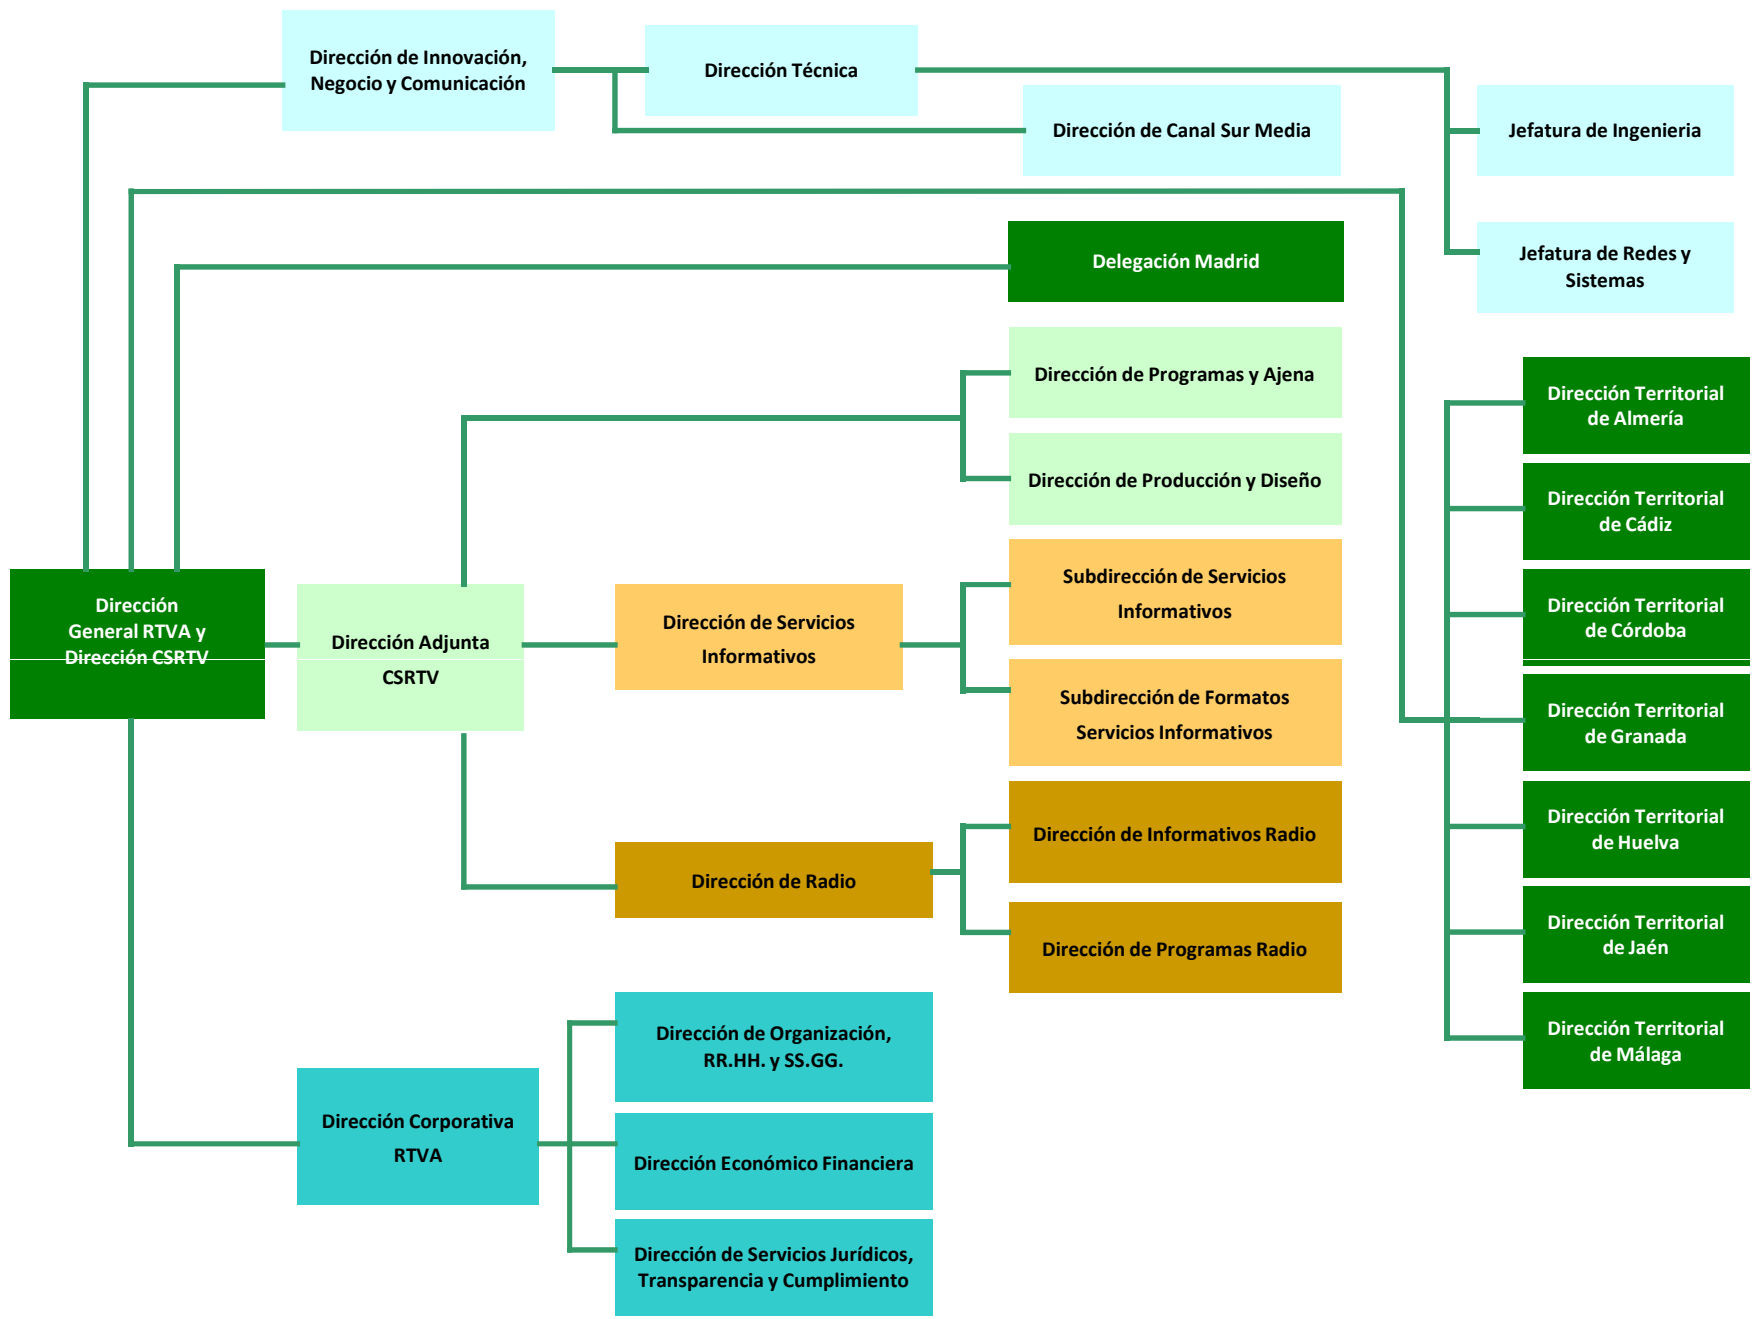 Dirección de Innovación,
Negocio y Comunicación
Dirección Técnica
Dirección de Canal Sur Media
Jefatura de Ingenieria
Jefatura de Redes y
Sistemas
Delegación Madrid
Dirección de Programas y Ajena
Dirección de Producción y Diseño
Dirección
General RTVA y
Dirección CSRTV
Dirección Adjunta
CSRTV
Dirección de Servicios
Informativos
Subdirección de Servicios
Informativos
Subdirección de Formatos
Servicios Informativos
Dirección de Radio
Dirección de Informativos Radio
Dirección de Programas Radio
Dirección Territorial
de Almería
Dirección Territorial
de Cádiz
Dirección Territorial
de Córdoba
Dirección Territorial
de Granada
Dirección Territorial
de Huelva
Dirección Territorial
de Jaén
Dirección Territorial
de Málaga
Dirección Corporativa
RTVA
Dirección de Organización,
RR.HH. y SS.GG.
Dirección Económico Financiera
Dirección de Servicios Jurídicos,
Transparencia y Cumplimiento